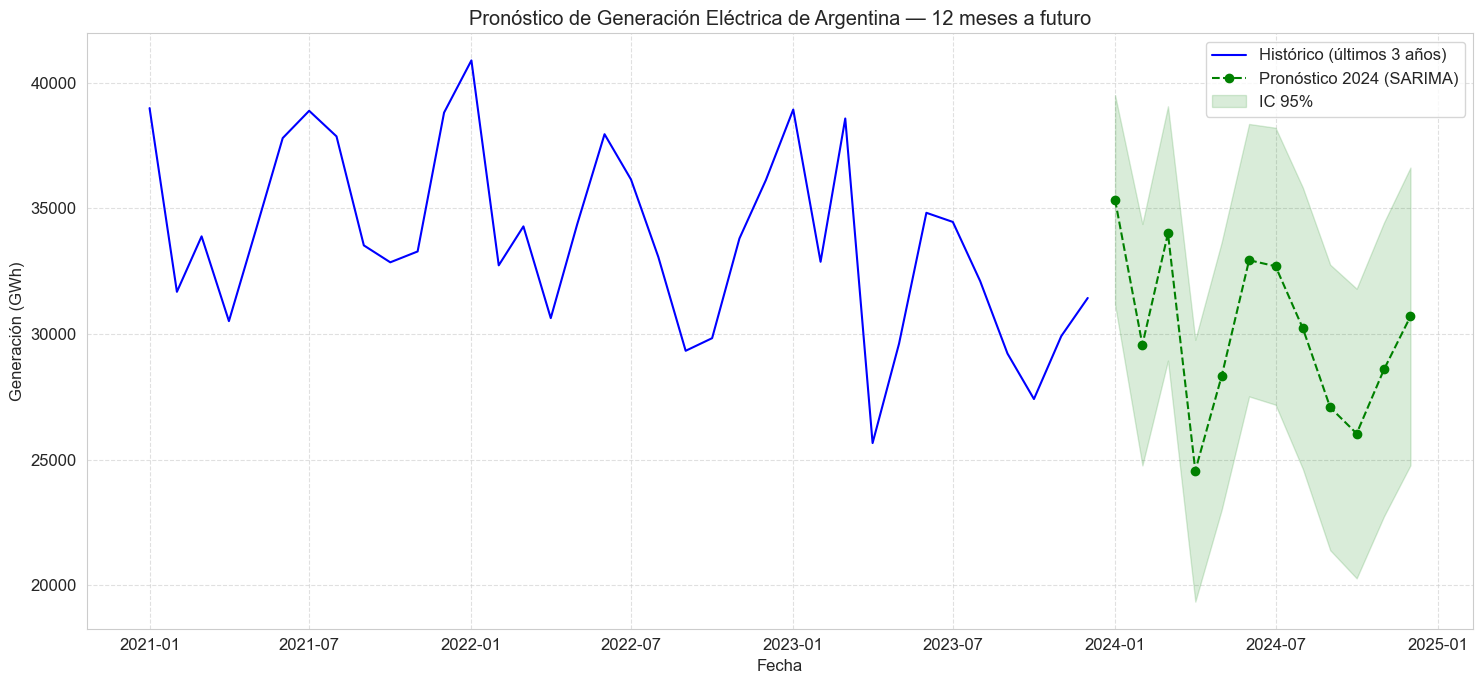 Pronóstico de Generación Eléctrica de Argentina — 12 meses a futuro
Histórico (últimos 3 años)
Pronóstico 2024 (SARIMA)
IC 95%
Generación (GWh)
40000
35000
30000
25000
20000
2021-01
2021-07
2022-01
2022-07
2023-01
2023-07
2024-01
2024-07
2025-01
Fecha